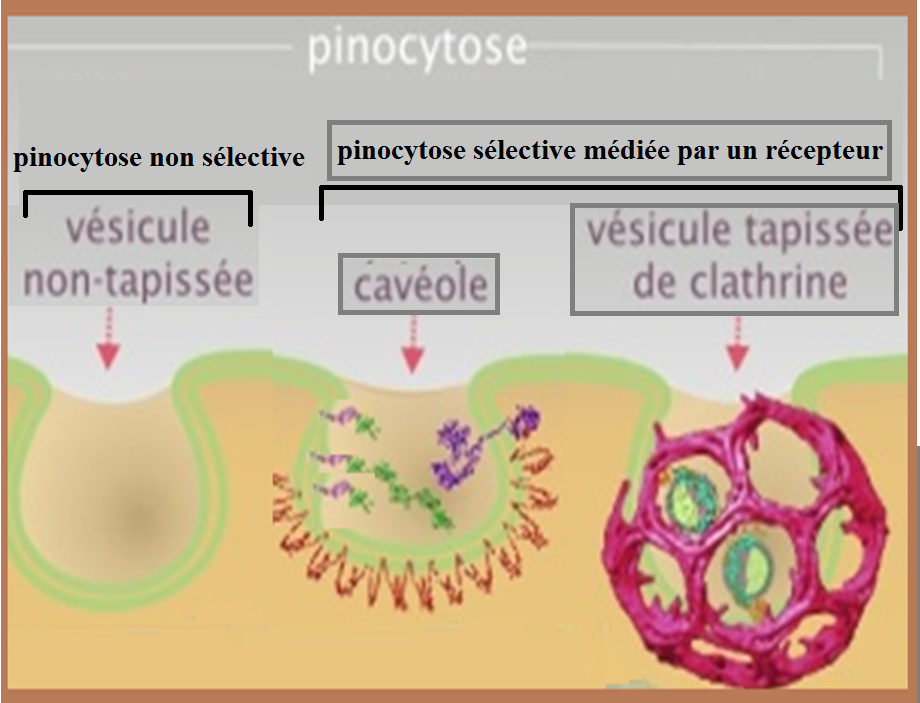 pinocytose
pinocytose non sélective
pinocytose sélective médiée par un récepteur
vésicule
non-tapissée
cavéole
vésicule tapissée
de clathrine